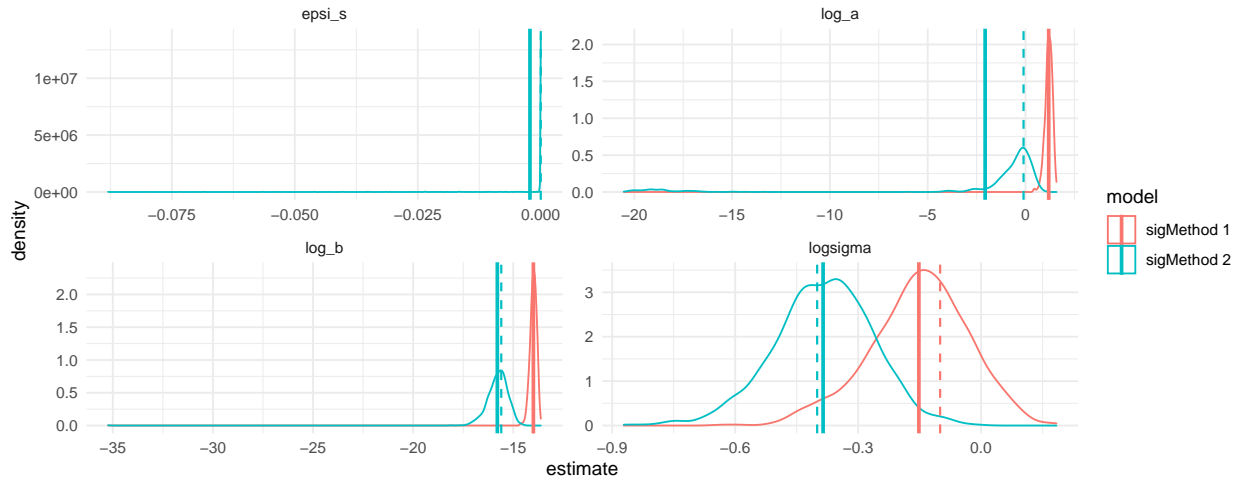 epsi_s
log_a
1e+07
5e+06
0e+00
−0.075
−0.050
−0.025
0.000
2.0
1.5
1.0
0.5
0.0
−20
−15
−10
−5
0
log_b
logsigma
2.0
1.5
1.0
0.5
0.0
−35
−30
−25
−20
−15
3
2
1
0
−0.9
−0.6
−0.3
0.0
density
estimate
model
sigMethod 1
sigMethod 2